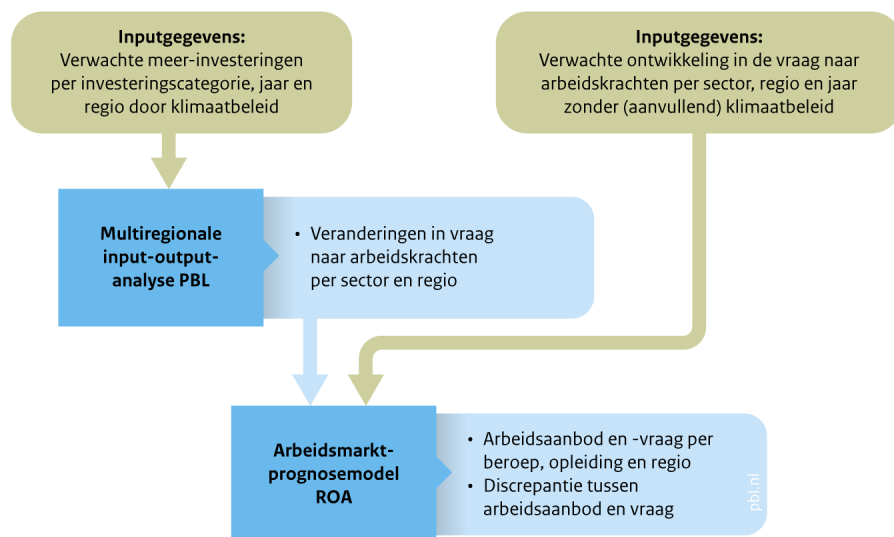 Inputgegevens:
Verwachte meer-investeringen
per investeringscategorie, jaar en
regio door klimaatbeleid
Inputgegevens:
Verwachte ontwikkeling in de vraag naar
arbeidskrachten per sector, regio en jaar
zonder (aanvullend) klimaatbeleid
Multiregionale
input-output-
analyse PBL
• Veranderingen in vraag
naar arbeidskrachten
per sector en regio
Arbeidsmarkt-
prognosemodel
ROA
• Arbeidsaanbod en -vraag per
beroep, opleiding en regio
• Discrepantie tussen
arbeidsaanbod en vraag
pbl.nl